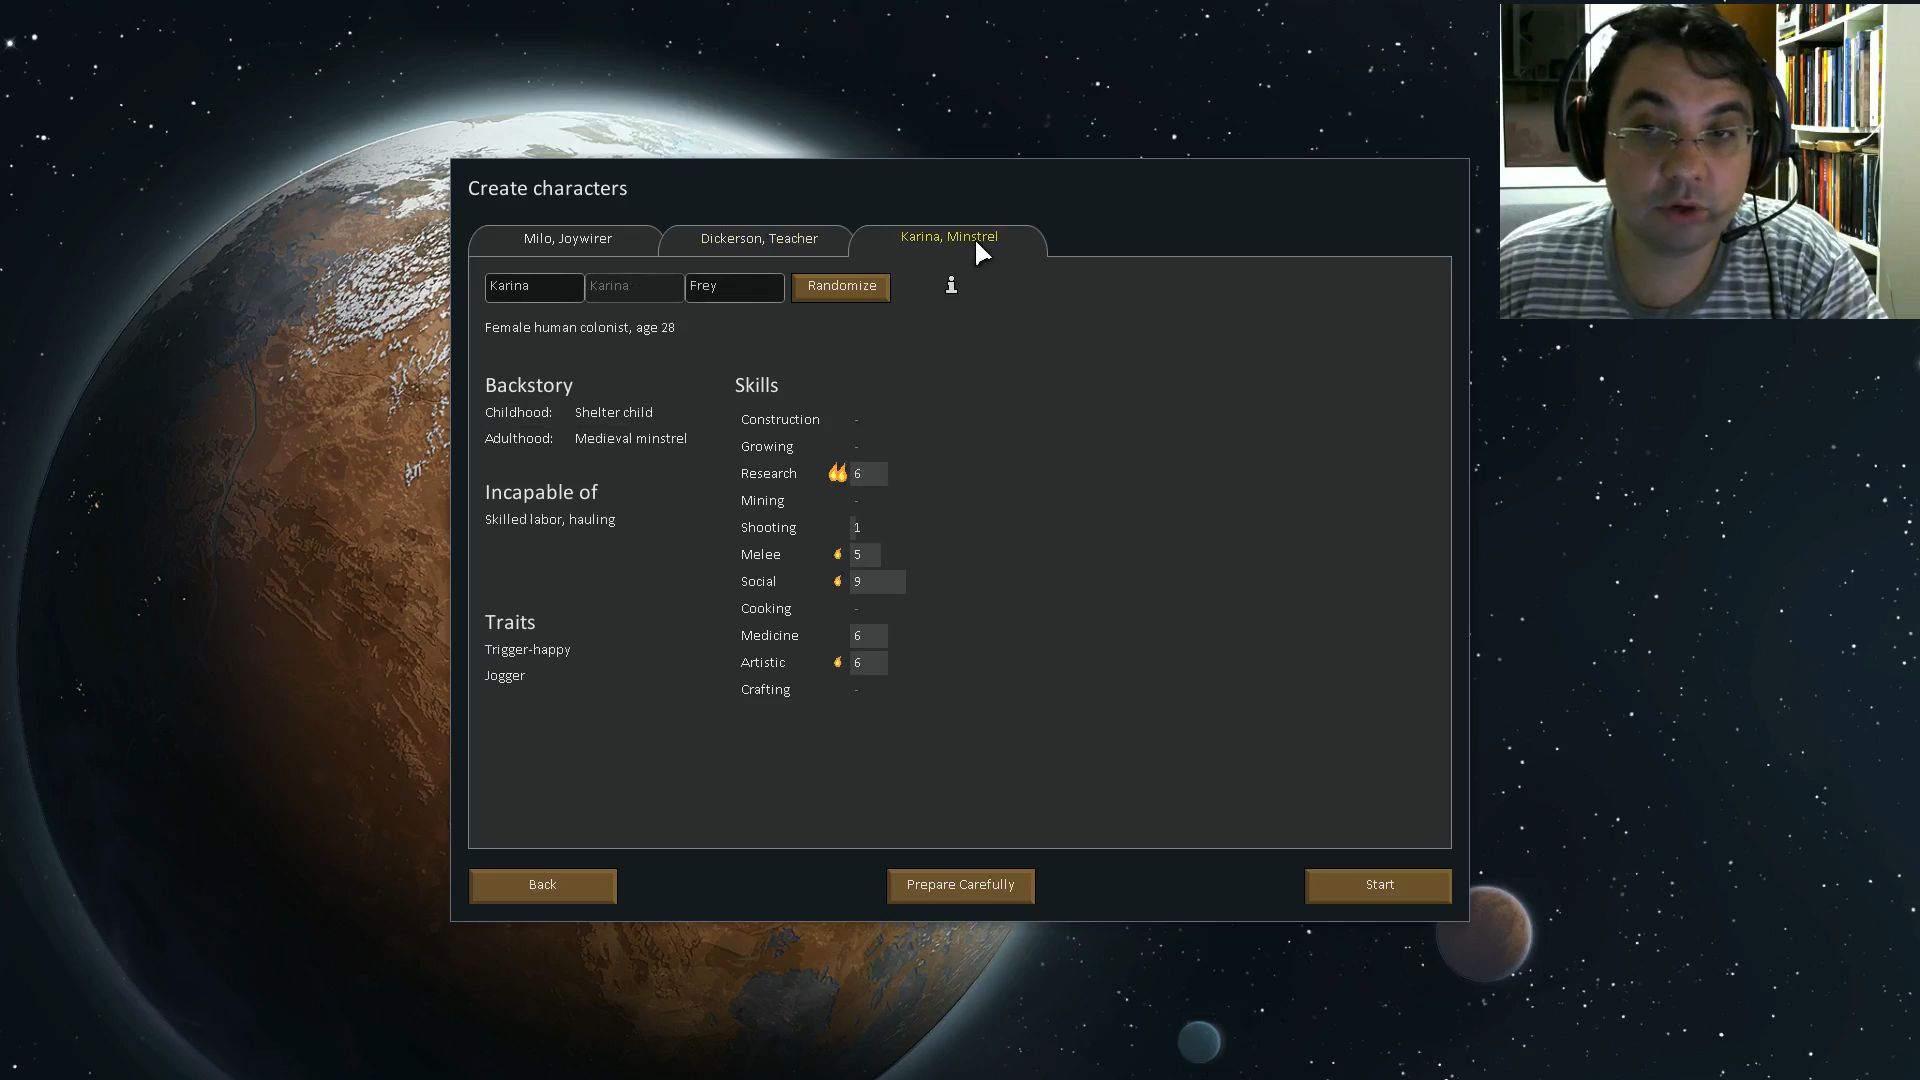 Create characters
Milo, Joywirer
Dickerson, Teacher
Karina, Minstrel
Karina
Karina
Frey
Randomize
Female human colonist, age 28
Backstory
Childhood: Shelter child
Adulthood: Medieval minstrel
Incapable of
Skilled labor, hauling
Traits
Trigger-happy
Jogger
Skills
Construction -
Growing -
Research 6
Mining -
Shooting 1
Melee 5
Social 9
Cooking -
Medicine 6
Artistic 6
Crafting -
Back
Prepare Carefully
Start